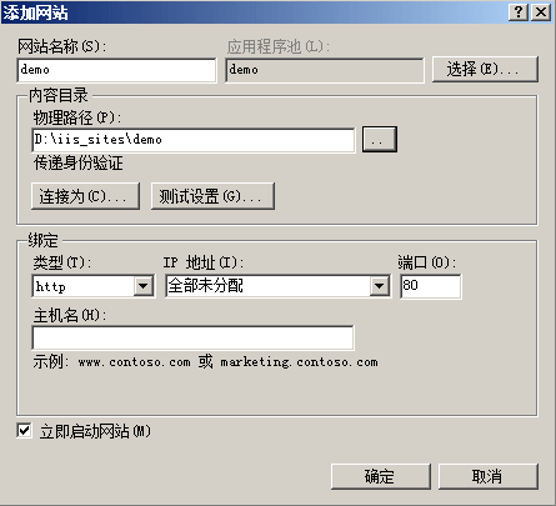 添加网站
网站名称(S): 应用程序池(L):
demo demo 选择(E)...
内容目录
物理路径(P):
D:\iis_sites\demo ..
传递身份验证
连接为(C)... 测试设置(G)...
绑定
类型(T): IP 地址(I): 端口(O):
http 全部未分配 80
主机名(H):
示例: www.contoso.com 或 marketing.contoso.com
立即启动网站(M)
确定 取消